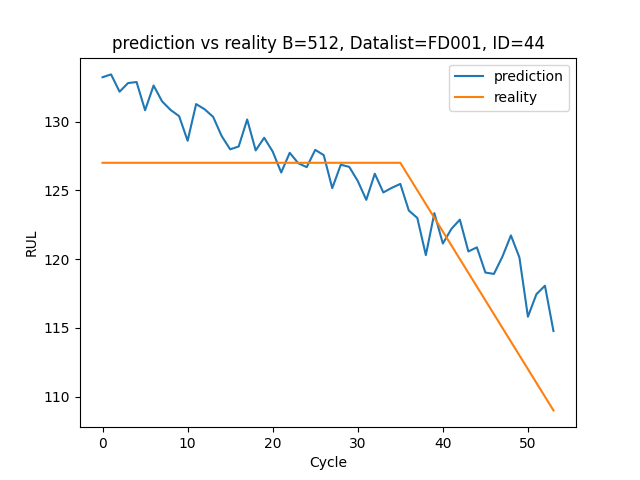 prediction vs reality B=512, Datalist=FD001, ID=44
prediction
reality
130
125
120
115
110
RUL
0 10 20 30 40 50
Cycle